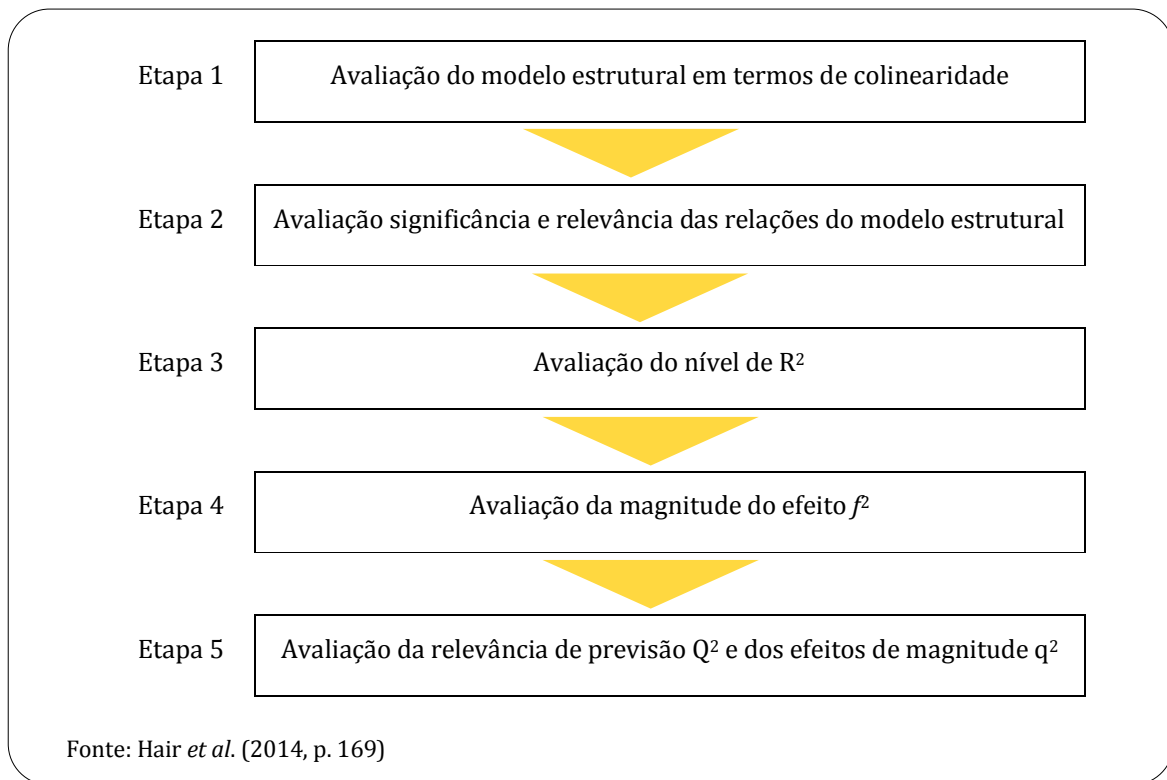 Etapa 1 Avaliação do modelo estrutural em termos de colinearidade
Etapa 2 Avaliação significância e relevância das relações do modelo estrutural
Etapa 3 Avaliação do nível de R²
Etapa 4 Avaliação da magnitude do efeito f²
Etapa 5 Avaliação da relevância de previsão Q² e dos efeitos de magnitude q²
Fonte: Hair et al. (2014, p. 169)